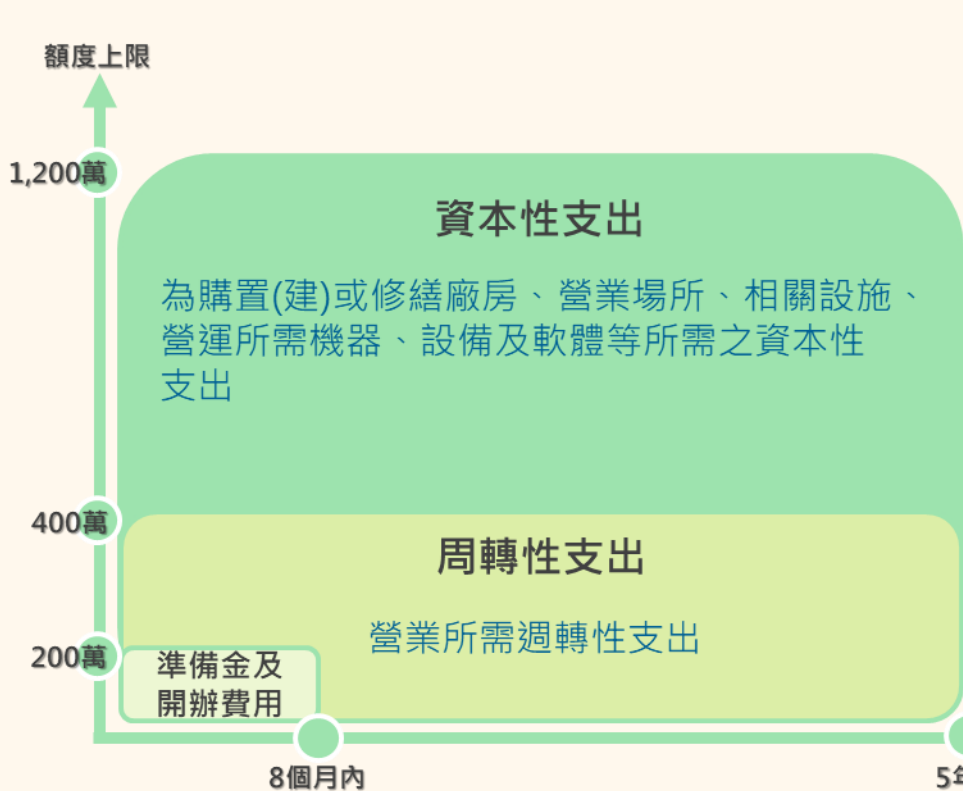 額度上限
1,200萬
資本性支出
為購置(建)或修繕廠房、營業場所、相關設施、
營運所需機器、設備及軟體等所需之資本性
支出
400萬
周轉性支出
營業所需週轉性支出
200萬
準備金及
開辦費用
8個月內
5年